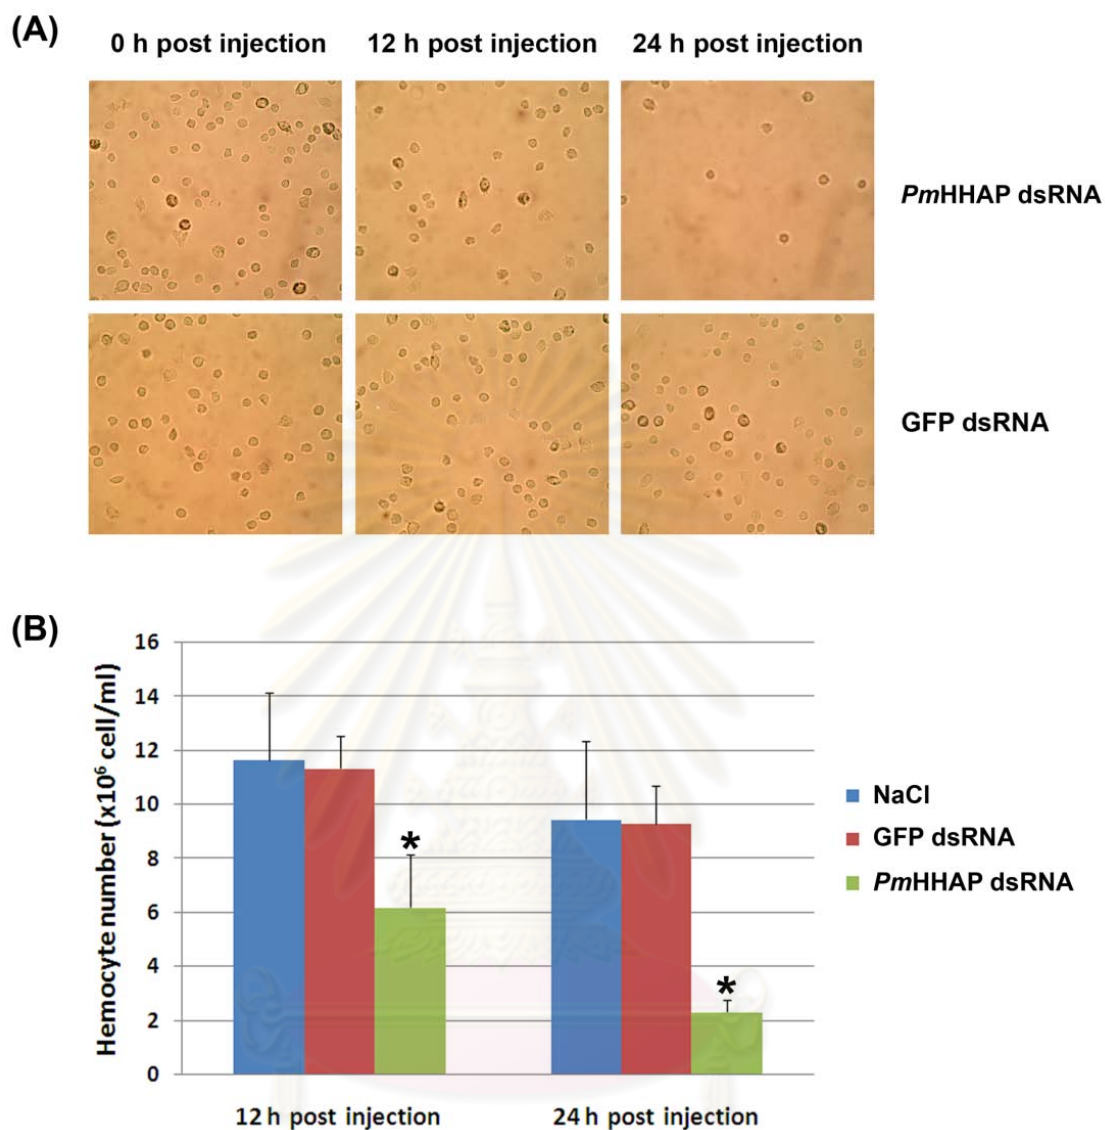 (A)
0 h post injection 12 h post injection 24 h post injection
PmHHAP dsRNA
GFP dsRNA
(B)
Hemocyte number (x10⁶ cell/ml)
16
14
12
10
8
6
4
2
0
*
*
12 h post injection 24 h post injection
NaCl
GFP dsRNA
PmHHAP dsRNA